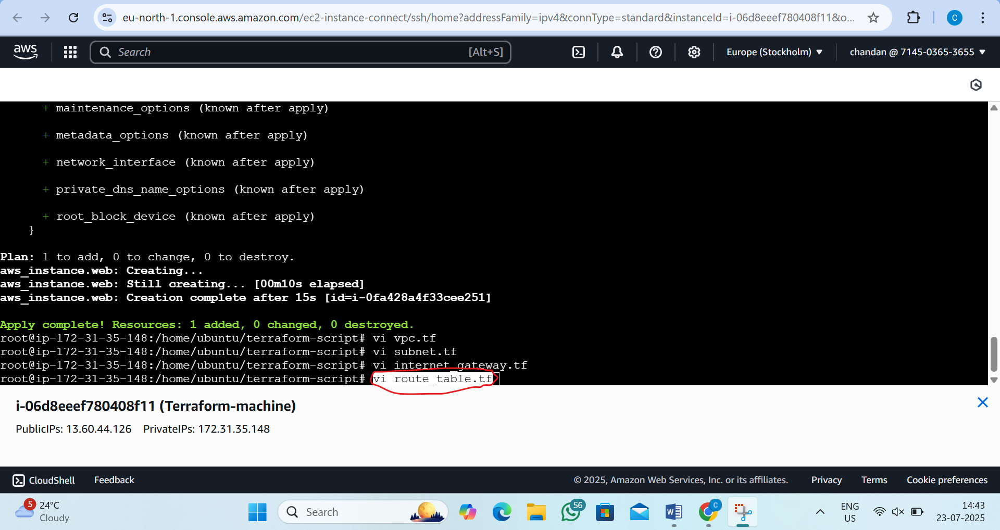 eu-north-1.console.aws.amazon.com/ec2-instance-connect/ssh/home?addressFamily=ipv4&connType=standard&instanceId=i-06d8eeef780408f11&o...
C
aws
Search
[Alt+S]
Europe (Stockholm)
chandan @ 7145-0365-3655
+ maintenance_options (known after apply)
+ metadata_options (known after apply)
+ network_interface (known after apply)
+ private_dns_name_options (known after apply)
+ root_block_device (known after apply)
}
Plan: 1 to add, 0 to change, 0 to destroy.
aws_instance.web: Creating...
aws_instance.web: Still creating... [00m10s elapsed]
aws_instance.web: Creation complete after 15s [id=i-0fa428a4f33cee251]
Apply complete! Resources: 1 added, 0 changed, 0 destroyed.
root@ip-172-31-35-148:/home/ubuntu/terraform-script# vi vpc.tf
root@ip-172-31-35-148:/home/ubuntu/terraform-script# vi subnet.tf
root@ip-172-31-35-148:/home/ubuntu/terraform-script# vi internet_gateway.tf
root@ip-172-31-35-148:/home/ubuntu/terraform-script# vi route_table.tf
i-06d8eeef780408f11 (Terraform-machine)
PublicIPs: 13.60.44.126 PrivateIPs: 172.31.35.148
CloudShell
Feedback
© 2025, Amazon Web Services, Inc. or its affiliates.
Privacy
Terms
Cookie preferences
5
24°C
Cloudy
Search
56
W
C
ENG
US
14:43
23-07-2025